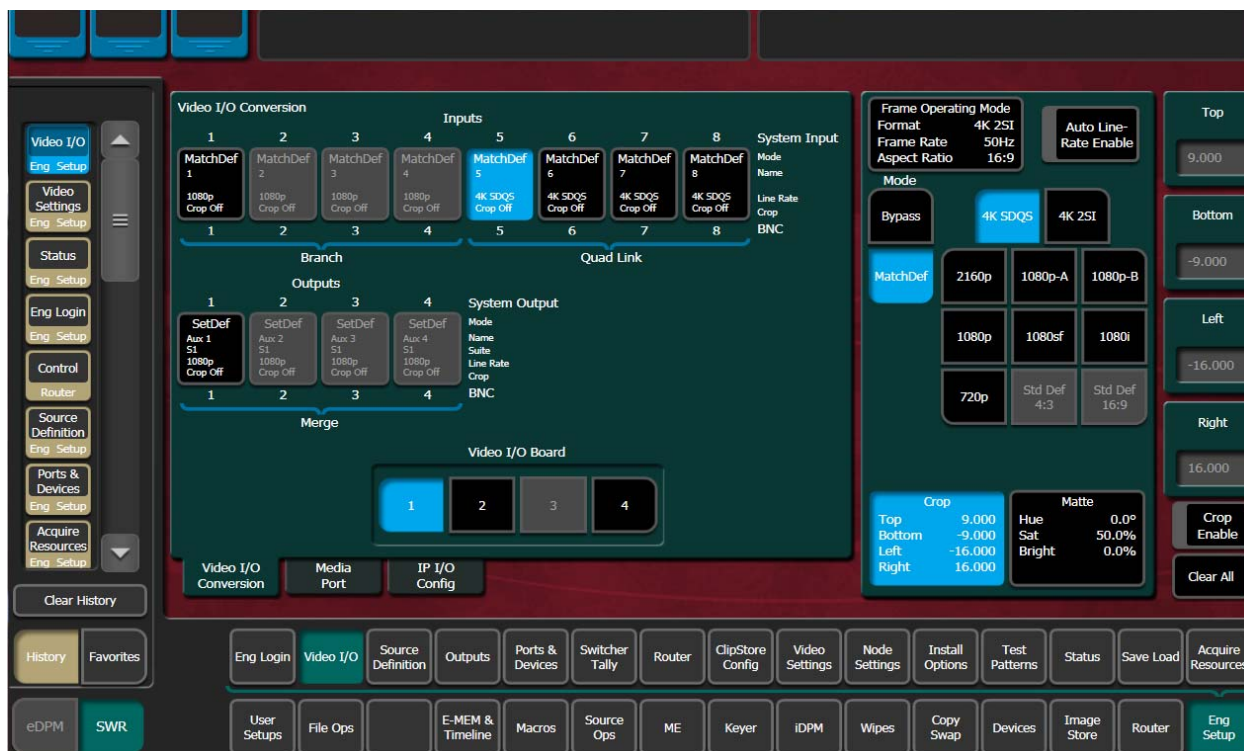 Video I/O
Eng Setup
Video
Settings
Eng Setup
Status
Eng Setup
Eng Login
Eng Setup
Control
Router
Source
Definition
Eng Setup
Ports &
Devices
Eng Setup
Acquire
Resources
Eng Setup
Clear History
History Favorites
eDPM SWR
Video I/O Conversion
Inputs
1 2 3 4 5 6 7 8 System Input
MatchDef MatchDef MatchDef MatchDef MatchDef MatchDef MatchDef MatchDef Mode
1 2 3 4 5 6 7 8 Name
1080p 1080p 1080p 1080p 4K SDQS 4K SDQS 4K SDQS 4K SDQS Line Rate
Crop Off Crop Off Crop Off Crop Off Crop Off Crop Off Crop Off Crop Off Crop
1 2 3 4 5 6 7 8 BNC
Branch Quad Link
Outputs
1 2 3 4 System Output
SetDef SetDef SetDef SetDef Mode
Aux 1 Aux 2 Aux 3 Aux 4 Name
S1 S1 S1 S1 Suite
1080p 1080p 1080p 1080p Line Rate
Crop Off Crop Off Crop Off Crop Off Crop
1 2 3 4 BNC
Merge
Video I/O Board
1 2 3 4
Video I/O
Conversion
Media
Port
IP I/O
Config
Frame Operating Mode
Format 4K 2SI
Frame Rate 50Hz
Aspect Ratio 16:9
Auto Line-
Rate Enable
Mode
Bypass 4K SDQS 4K 2SI
MatchDef 2160p 1080p-A 1080p-B
1080p 1080sf 1080i
720p
Std Def
4:3
Std Def
16:9
Crop
Top 9.000
Bottom -9.000
Left -16.000
Right 16.000
Matte
Hue 0.0º
Sat 50.0%
Bright 0.0%
Top
9.000
Bottom
-9.000
Left
-16.000
Right
16.000
Crop
Enable
Clear All
Eng Login
Video I/O
Source
Definition
Outputs
Ports &
Devices
Switcher
Tally
Router
ClipStore
Config
Video
Settings
Node
Settings
Install
Options
Test
Patterns
Status
Save Load
Acquire
Resources
User
Setups
File Ops
E-MEM &
Timeline
Macros
Source
Ops
ME
Keyer
iDPM
Wipes
Copy
Swap
Devices
Image
Store
Router
Eng
Setup